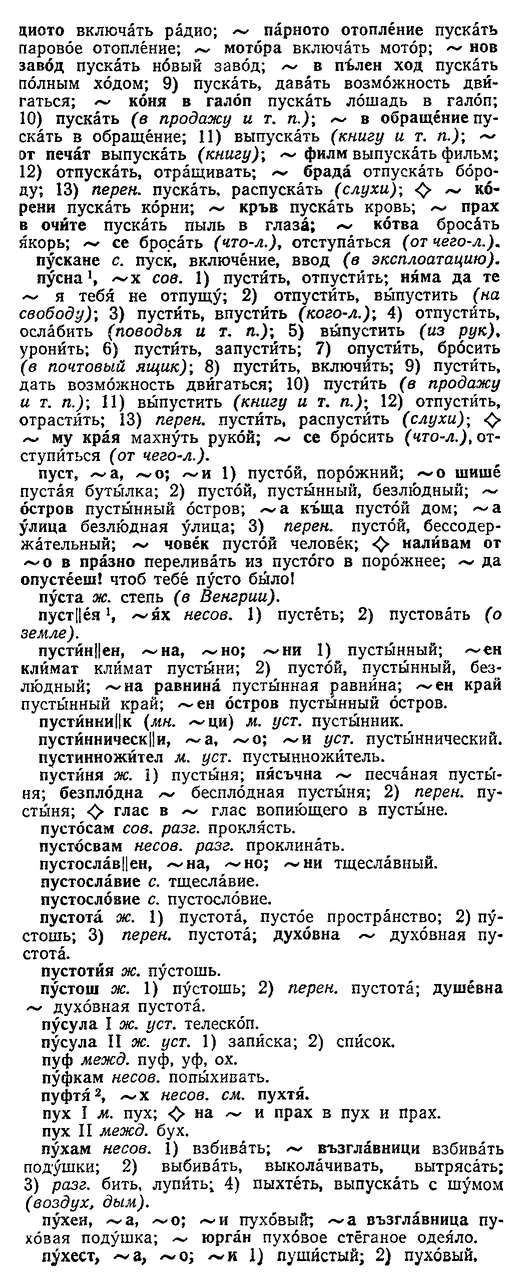 диото включа́ть ра́дио; ~ па́рното отопле́ние пуска́ть
парово́е отопле́ние; ~ мото́ра включа́ть мото́р; ~ нов
заво́д пуска́ть но́вый заво́д; ~ в пъ́лен ход пуска́ть
по́лным хо́дом; 9) пуска́ть, дава́ть возмо́жность дви́-
гаться; ~ ко́ня в гало́п пуска́ть ло́шадь в гало́п;
10) пуска́ть (в продажу и т. п.); ~ в обраще́ние пу-
ска́ть в обраще́ние; 11) выпуска́ть (книгу и т. п.); ~
от печа́т выпуска́ть (книгу); ~ филм выпуска́ть фильм;
12) отпуска́ть, отра́щивать; ~ брада́ отпуска́ть бо́ро-
ду; 13) перен. пуска́ть, распуска́ть (слухи); ◇ ~ ко́-
рени пуска́ть ко́рни; ~ кръв пуска́ть кровь; ~ прах
в очи́те пуска́ть пыль в глаза́; ~ ко́тва броса́ть
я́корь; ~ се броса́ть (что-л.), отступа́ться (от чего-л.).
пу́скане с. пуск, включе́ние, ввод (в эксплоатацию).
пу́сна ¹, ~х сов. 1) пусти́ть, отпусти́ть; ня́ма да те
~ я тебя́ не отпущу́; 2) отпусти́ть, вы́пустить (на
свободу); 3) пусти́ть, впусти́ть (кого-л.); 4) отпусти́ть,
осла́бить (поводья и т. п.); 5) вы́пустить (из рук),
урони́ть; 6) пусти́ть, запусти́ть; 7) опусти́ть, бро́сить
(в почтовый ящик); 8) пусти́ть, включи́ть; 9) пусти́ть,
дать возмо́жность дви́гаться; 10) пусти́ть (в продажу
и т. п.); 11) вы́пустить (книгу и т. п.); 12) отпусти́ть,
отрасти́ть; 13) перен. пусти́ть, распусти́ть (слухи); ◇
~ му кра́я махну́ть руко́й; ~ се бро́сить (что-л.), от-
ступи́ться (от чего-л.).
пуст, ~а, ~о; ~и 1) пусто́й, поро́жний; ~о шише́
пуста́я буты́лка; 2) пусто́й, пусты́нный, безлю́дный; ~
о́стров пусты́нный о́стров; ~а къ́ща пусто́й дом; ~а
у́лица безлю́дная у́лица; 3) перен. пусто́й, бессодер-
жа́тельный; ~ чове́к пусто́й челове́к; ◇ нали́вам от
~о в пра́зно перелива́ть из пусто́го в поро́жнее; ~ да
опусте́еш! чтоб тебе́ пу́сто бы́ло!
пу́ста ж. степь (в Венгрии).
пуст||е́я ¹, ~я́х несов. 1) пусте́ть; 2) пустова́ть (о
земле).
пусти́н||ен, ~на, ~но; ~ни 1) пусты́нный; ~ен
кли́мат кли́мат пусты́ни; 2) пусто́й, пусты́нный, без-
лю́дный; ~на равнина́ пусты́нная равни́на; ~ен край
пусты́нный край; ~ен о́стров пусты́нный о́стров.
пусти́нни||к (мн. ~ци) м. уст. пусты́нник.
пусти́нническ||и, ~а, ~о; ~и уст. пусты́ннический.
пустинножи́тел м. уст. пустынножи́тель.
пусти́ня ж. 1) пусты́ня; пя́съчна ~ песча́ная пусты́-
ня; безпло́дна ~ беспло́дная пусты́ня; 2) перен. пу-
сты́ня; ◇ глас в ~ глас вопию́щего в пусты́не.
пусто́сам сов. разг. прокля́сть.
пусто́свам несов. разг. проклина́ть.
пустосла́в||ен, ~на, ~но; ~ни тщесла́вный.
пустосла́вие с. тщесла́вие.
пустосло́вие с. пустосло́вие.
пустота́ ж. 1) пустота́, пусто́е простра́нство; 2) пу́-
стошь; 3) перен. пустота́; духо́вна ~ духо́вная пу-
стота́.
пустоти́я ж. пу́стошь.
пу́стош ж. 1) пу́стошь; 2) перен. пустота́; душе́вна
~ духо́вная пустота́.
пу́сула I ж. уст. телеско́п.
пу́сула II ж. уст. 1) запи́ска; 2) спи́сок.
пуф межд. пуф, уф, ох.
пу́фкам несов. попы́хивать.
пуфтя́ ², ~х несов. см. пухтя́.
пух I м. пух; ◇ на ~ и прах в пух и прах.
пух II межд. бух.
пу́хам несов. 1) взбива́ть; ~ възгла́вници взбива́ть
поду́шки; 2) выбива́ть, выкола́чивать, вытряса́ть;
3) разг. бить, лупи́ть; 4) пыхте́ть, выпуска́ть с шу́мом
(воздух, дым).
пу́хен, ~а, ~о; ~и пухо́вый; ~а възгла́вница пу-
хо́вая поду́шка; ~ юрга́н пухо́вое стёганое одея́ло.
пу́хест, ~а, ~о; ~и 1) пуши́стый; 2) пухо́вый.